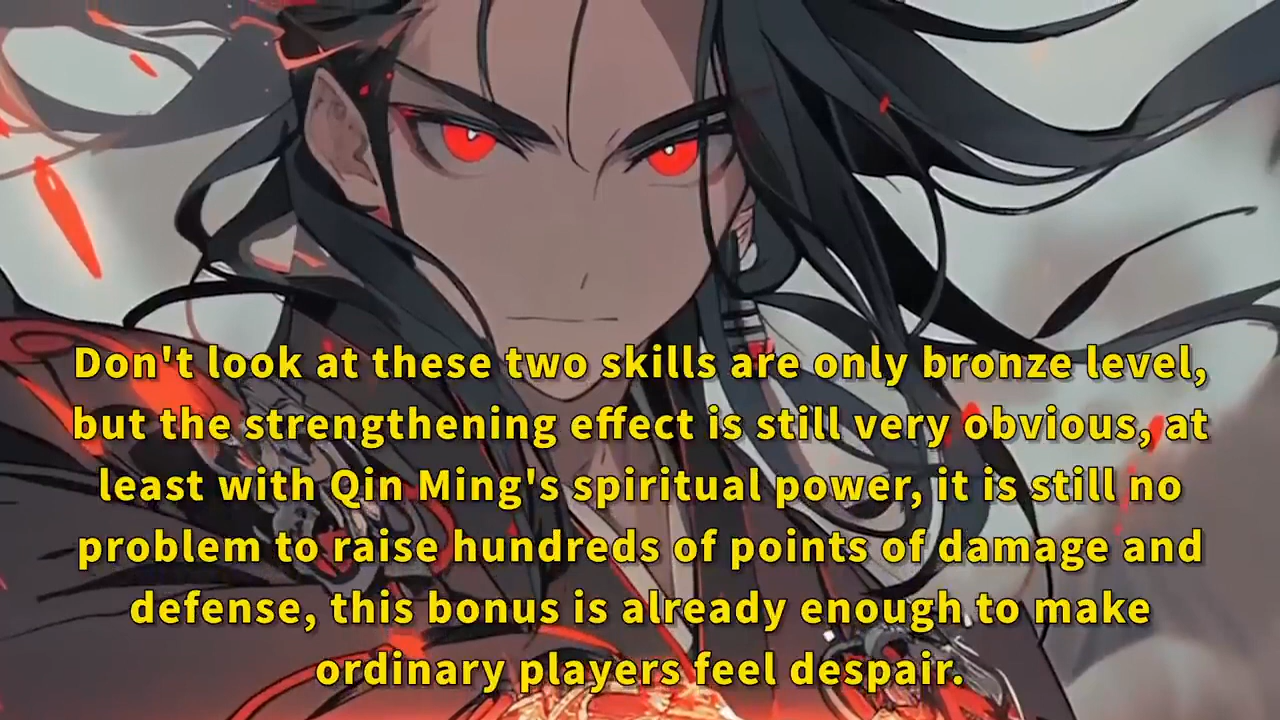 Don't look at these two skills are only bronze level,
but the strengthening effect is still very obvious, at
least with Qin Ming's spiritual power, it is still no
problem to raise hundreds of points of damage and
defense, this bonus is already enough to make
ordinary players feel despair.